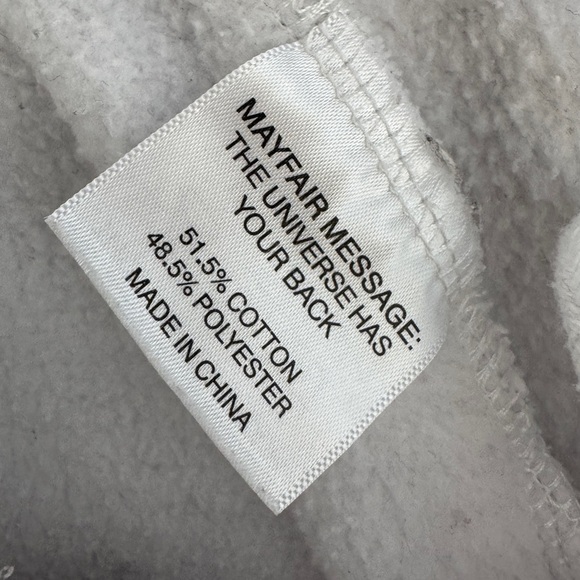 MAYFAIR MESSAGE:
THE UNIVERSE HAS
YOUR BACK
51.5% COTTON
48.5% POLYESTER
MADE IN CHINA